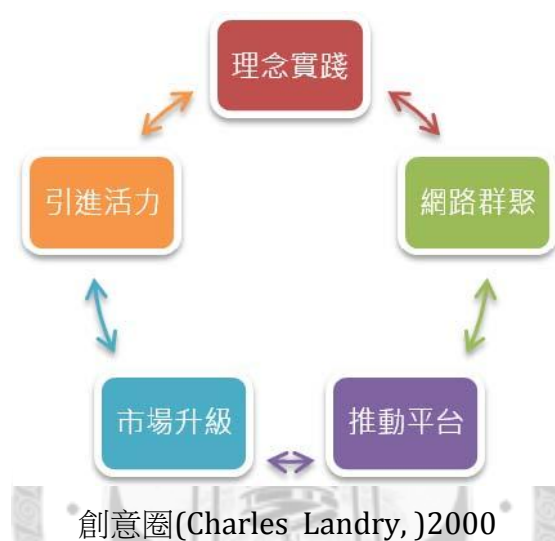 理念實踐
引進活力
網路群聚
市場升級
推動平台
創意圈(Charles Landry, )2000